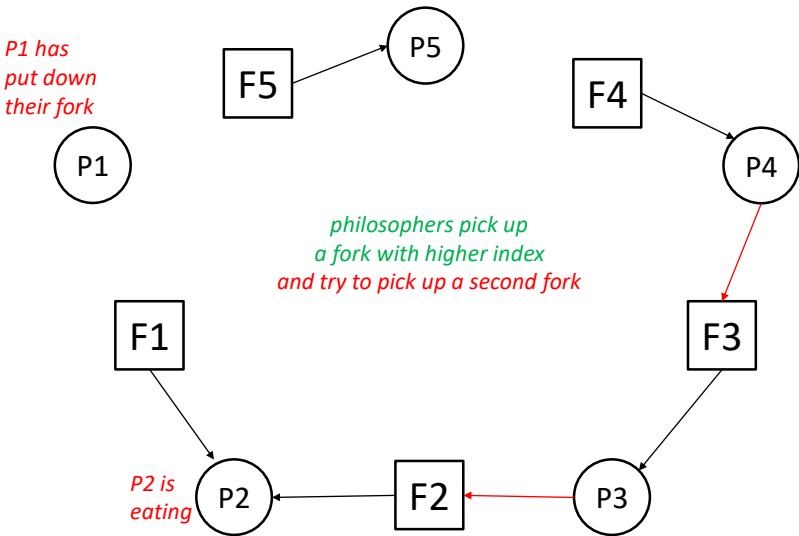 P1 has
put down
their fork
F5
P5
F4
P1
P4
philosophers pick up
a fork with higher index
and try to pick up a second fork
F1
F3
P2 is
eating
P2
F2
P3